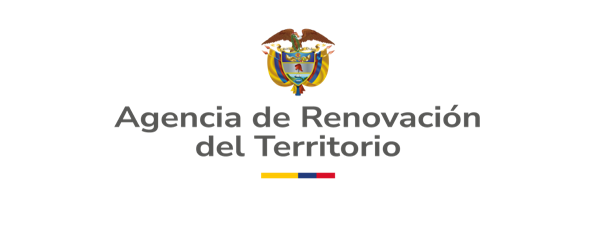 Agencia de Renovación
del Territorio